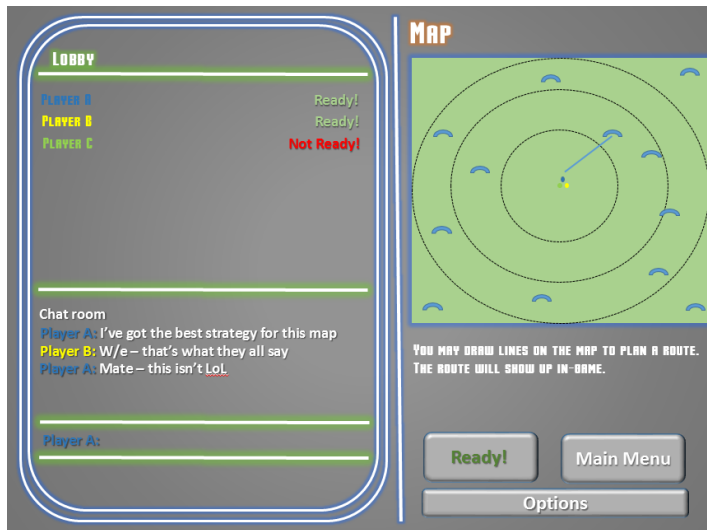 Lobby
Player A Ready!
Player B Ready!
Player C Not Ready!
Chat room
Player A: I've got the best strategy for this map
Player B: W/e – that's what they all say
Player A: Mate – this isn't LoL
Player A:
Map
You may draw lines on the map to plan a route.
The route will show up in-game.
Ready!
Main Menu
Options